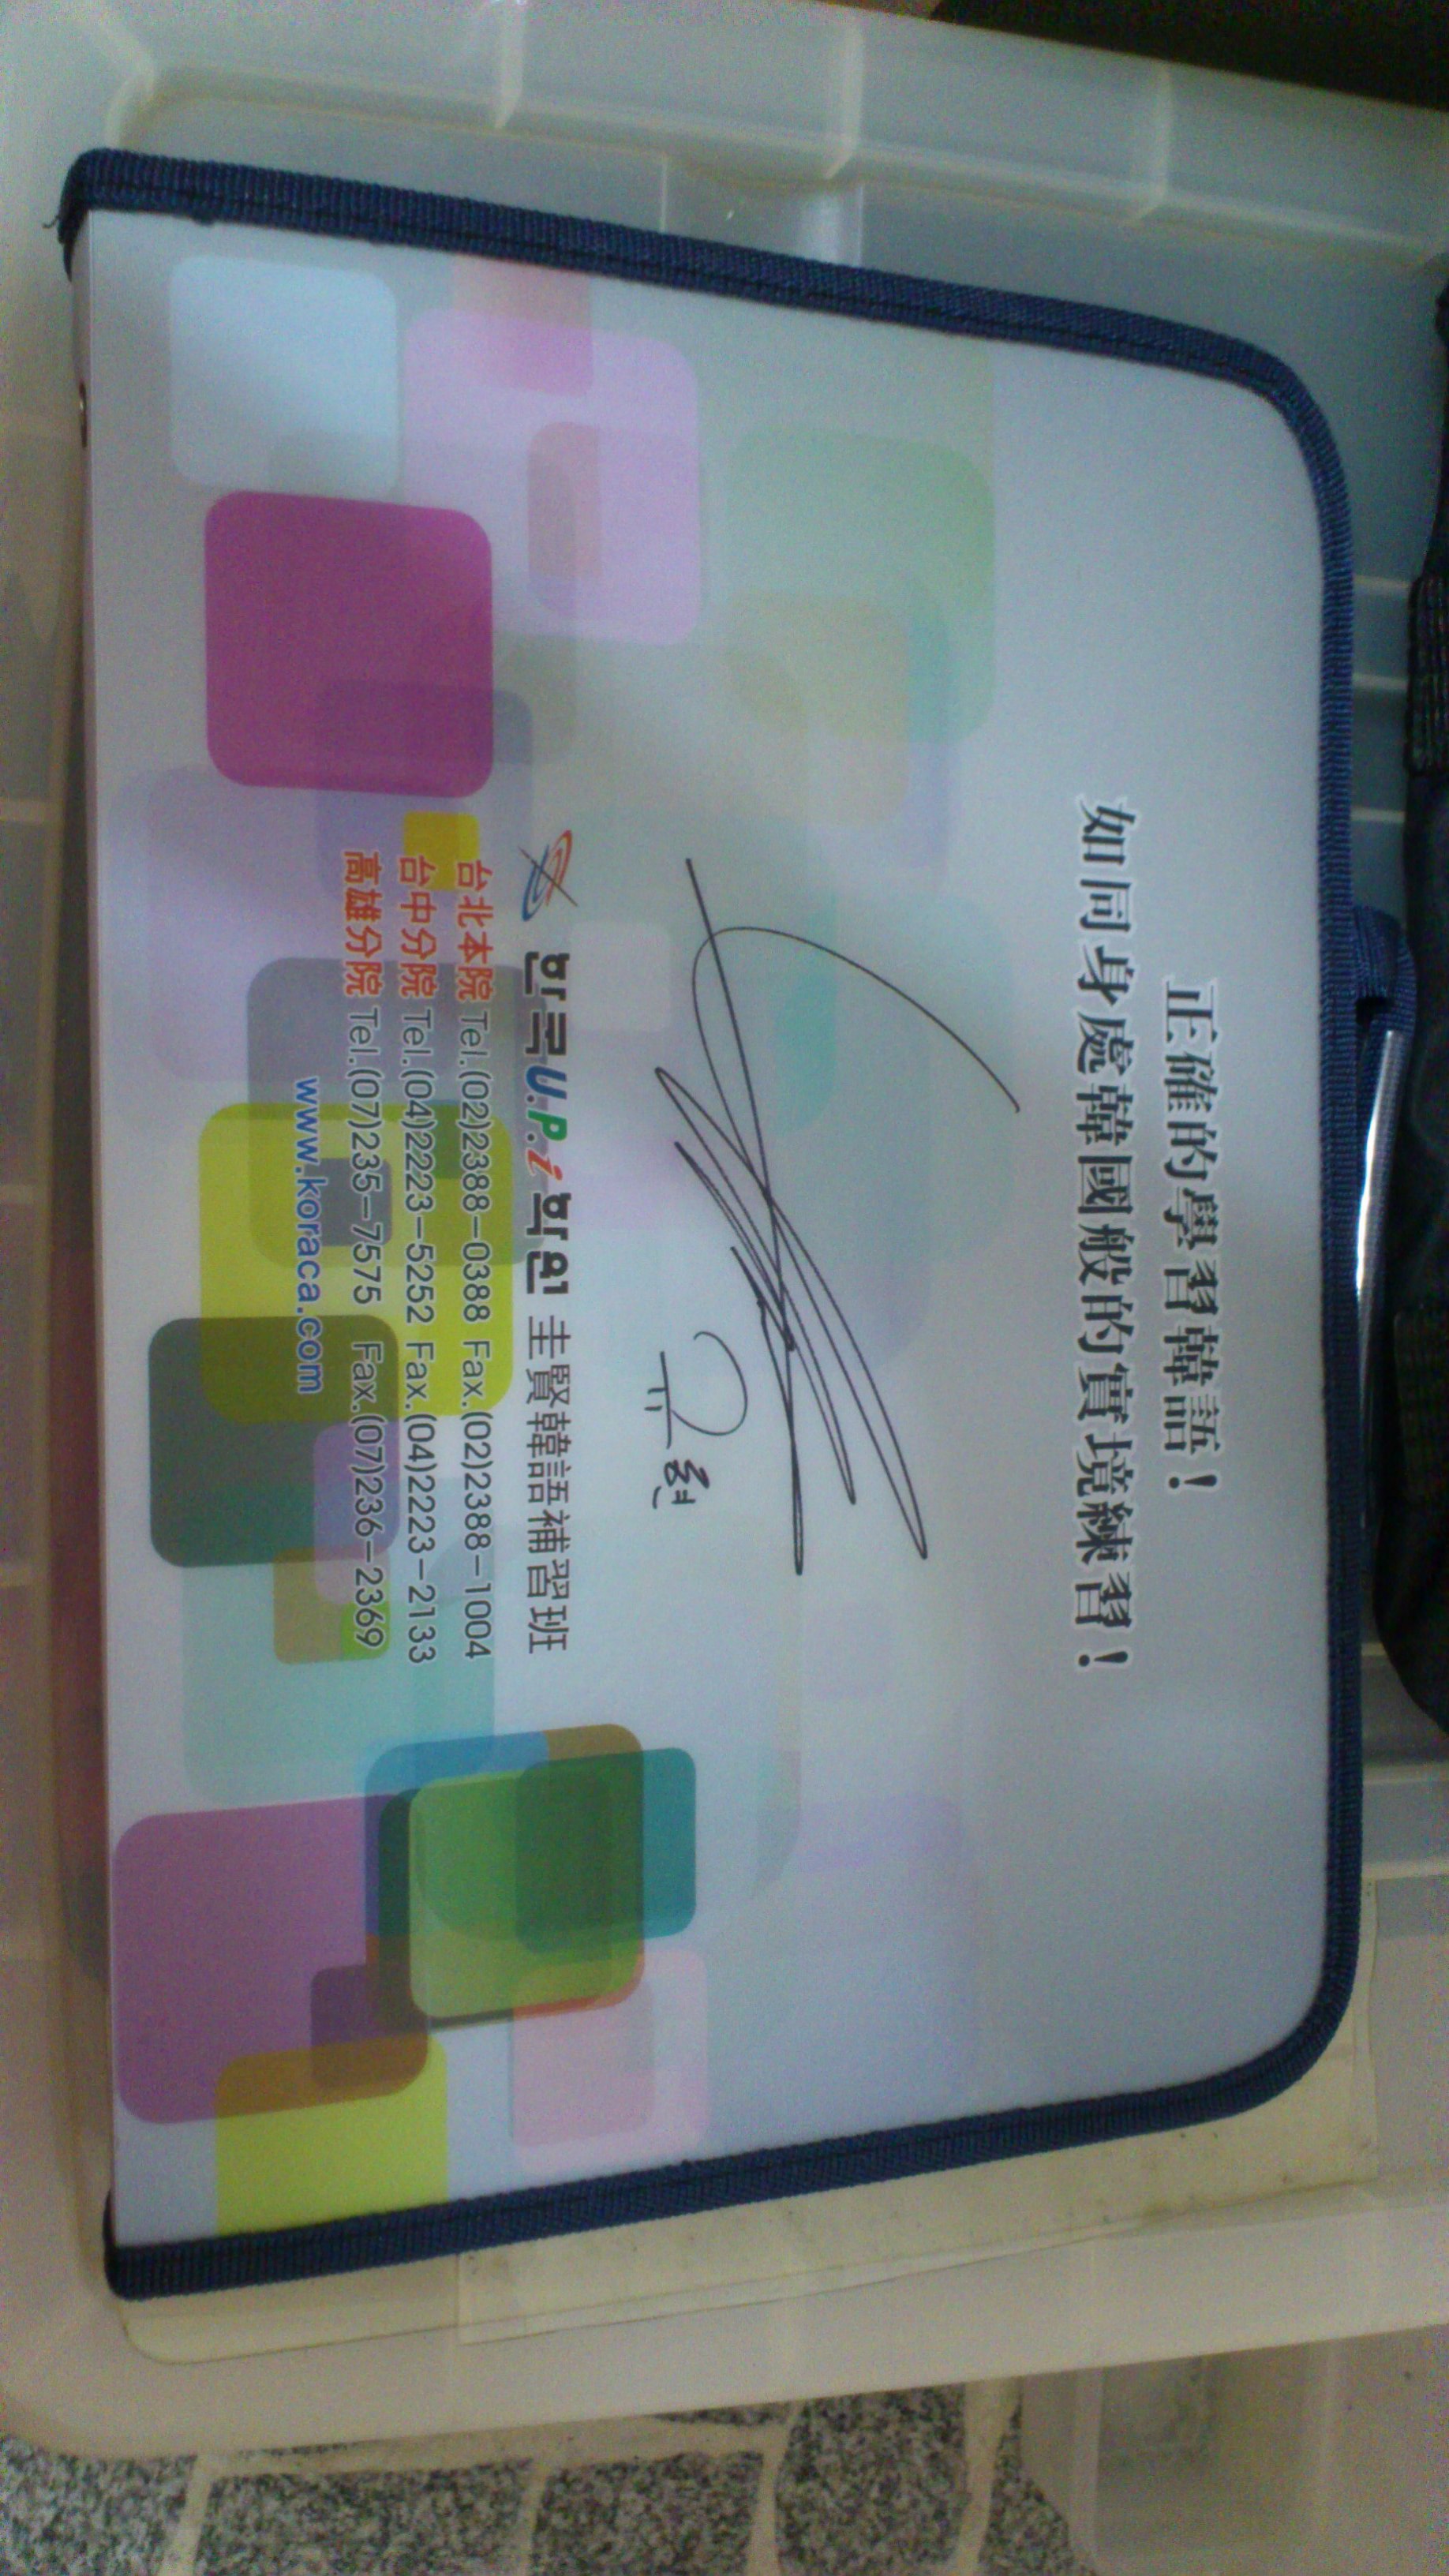 正確的學習韓語！
如同身處韓國般的實境練習！
규현
한국U.P.i학원 主賢韓語補習班
台北本院 Tel.(02)2388-0388 Fax.(02)2388-1004
台中分院 Tel.(04)2223-5252 Fax.(04)2223-2133
高雄分院 Tel.(07)235-7575 Fax.(07)236-2369
www.koraca.com